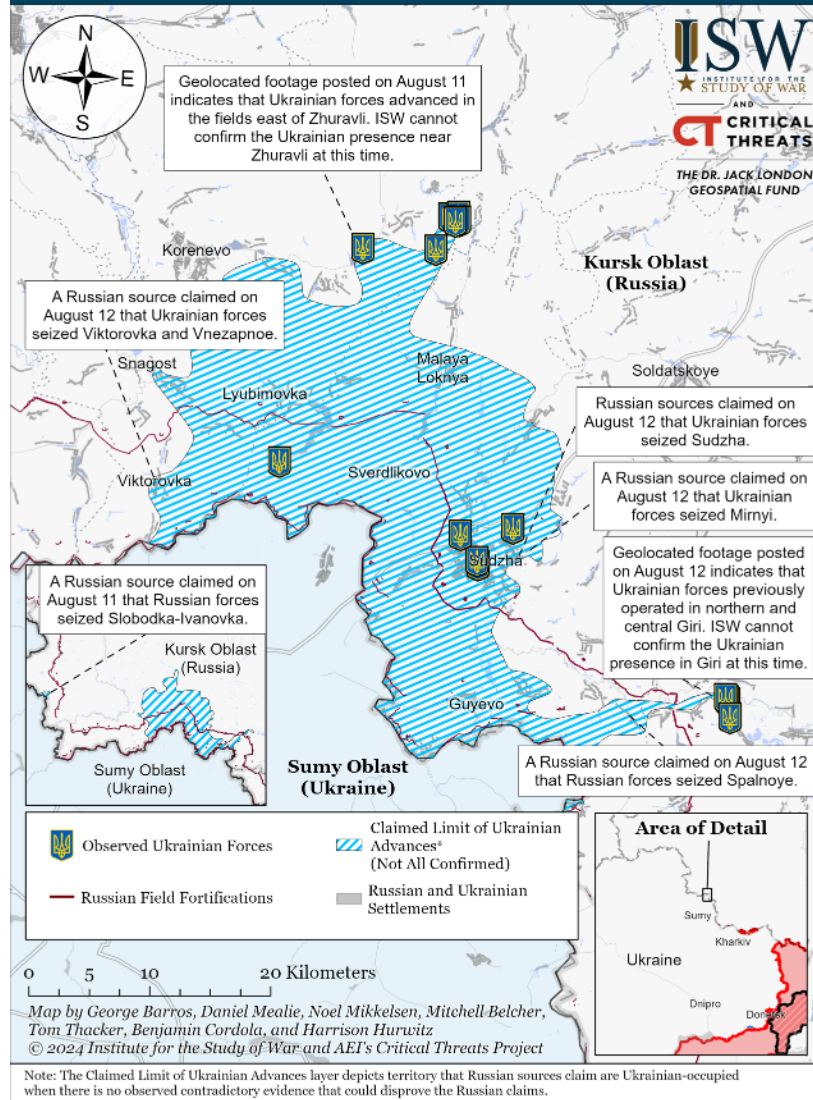 N
W E
S
ISW
INSTITUTE FOR THE
STUDY OF WAR
AND
CT CRITICAL
THREATS
THE DR. JACK LONDON
GEOSPATIAL FUND
Geolocated footage posted on August 11
indicates that Ukrainian forces advanced in
the fields east of Zhuravli. ISW cannot
confirm the Ukrainian presence near
Zhuravli at this time.
Korenevo
Kursk Oblast
(Russia)
A Russian source claimed on
August 12 that Ukrainian forces
seized Viktorovka and Vnezapnoe.
Snagost
Malaya
Loknya
Soldatskoye
Lyubimovka
Russian sources claimed on
August 12 that Ukrainian forces
seized Sudzha.
Viktorovka
Sverdlikovo
A Russian source claimed on
August 12 that Ukrainian
forces seized Mirnyi.
Sudzha
Geolocated footage posted
on August 12 indicates that
Ukrainian forces previously
operated in northern and
central Giri. ISW cannot
confirm the Ukrainian
presence in Giri at this time.
A Russian source claimed on
August 11 that Russian forces
seized Slobodka-Ivanovka.
Kursk Oblast
(Russia)
Sumy Oblast
(Ukraine)
Guyevo
Sumy Oblast
(Ukraine)
A Russian source claimed on August 12
that Russian forces seized Spalnoye.
Observed Ukrainian Forces
Claimed Limit of Ukrainian
Advances*
(Not All Confirmed)
Russian Field Fortifications
Russian and Ukrainian
Settlements
Area of Detail
Sumy
Kharkiv
Ukraine
Dnipro
Donetsk
0 5 10 20 Kilometers
Map by George Barros, Daniel Mealie, Noel Mikkelsen, Mitchell Belcher,
Tom Thacker, Benjamin Cordola, and Harrison Hurwitz
© 2024 Institute for the Study of War and AEI's Critical Threats Project
Note: The Claimed Limit of Ukrainian Advances layer depicts territory that Russian sources claim are Ukrainian-occupied
when there is no observed contradictory evidence that could disprove the Russian claims.